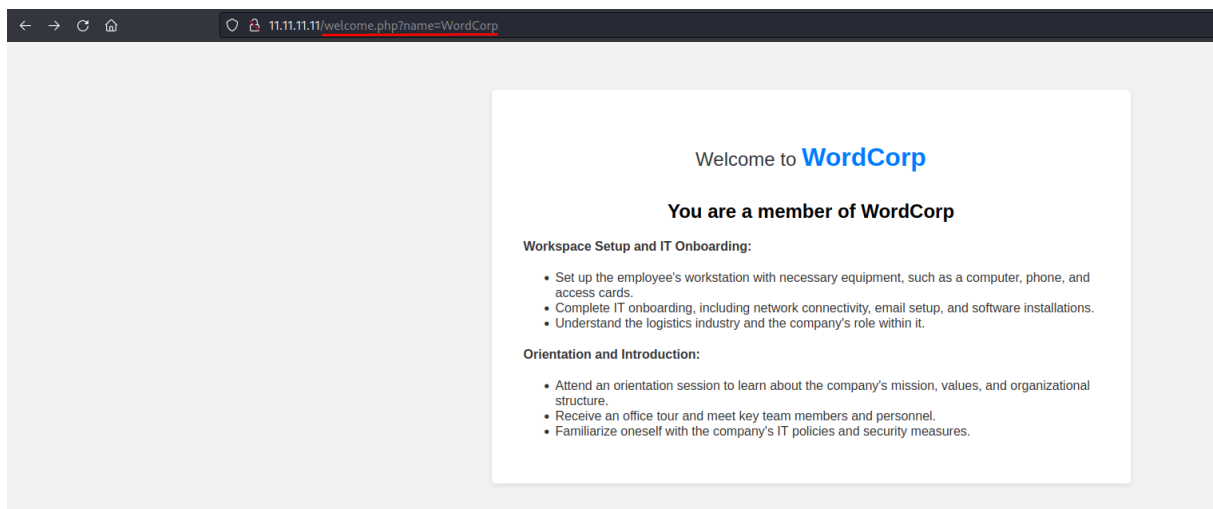 11.11.11.11/welcome.php?name=WordCorp
Welcome to WordCorp
You are a member of WordCorp
Workspace Setup and IT Onboarding:
• Set up the employee's workstation with necessary equipment, such as a computer, phone, and
access cards.
• Complete IT onboarding, including network connectivity, email setup, and software installations.
• Understand the logistics industry and the company's role within it.
Orientation and Introduction:
• Attend an orientation session to learn about the company's mission, values, and organizational
structure.
• Receive an office tour and meet key team members and personnel.
• Familiarize oneself with the company's IT policies and security measures.